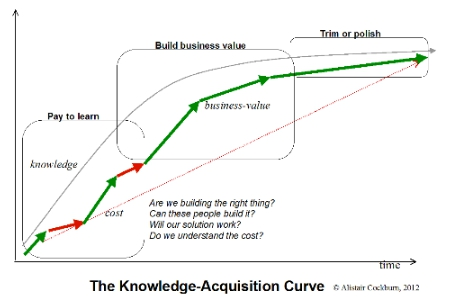 Trim or polish
Build business value
business-value
Pay to learn
knowledge
cost
Are we building the right thing?
Can these people build it?
Will our solution work?
Do we understand the cost?
time
The Knowledge-Acquisition Curve © Alistair Cockburn, 2012